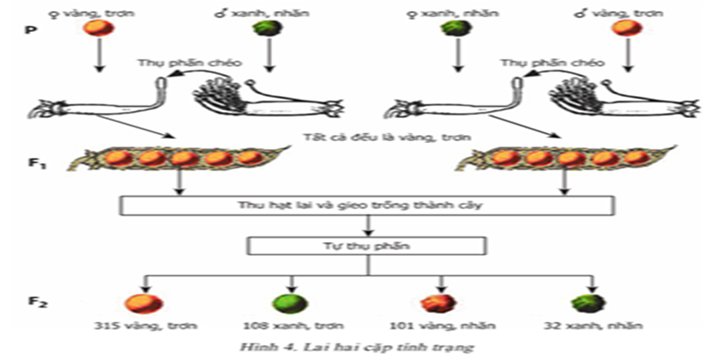 ♀ vàng, trơn ♂ xanh, nhăn ♀ xanh, nhăn ♂ vàng, trơn
P
Thụ phấn chéo Thụ phấn chéo
Tất cả đều là vàng, trơn
F₁
Thu hạt lai và gieo trồng thành cây
Tự thụ phấn
F₂
315 vàng, trơn 108 xanh, trơn 101 vàng, nhăn 32 xanh, nhăn
Hình 4. Lai hai cặp tính trạng